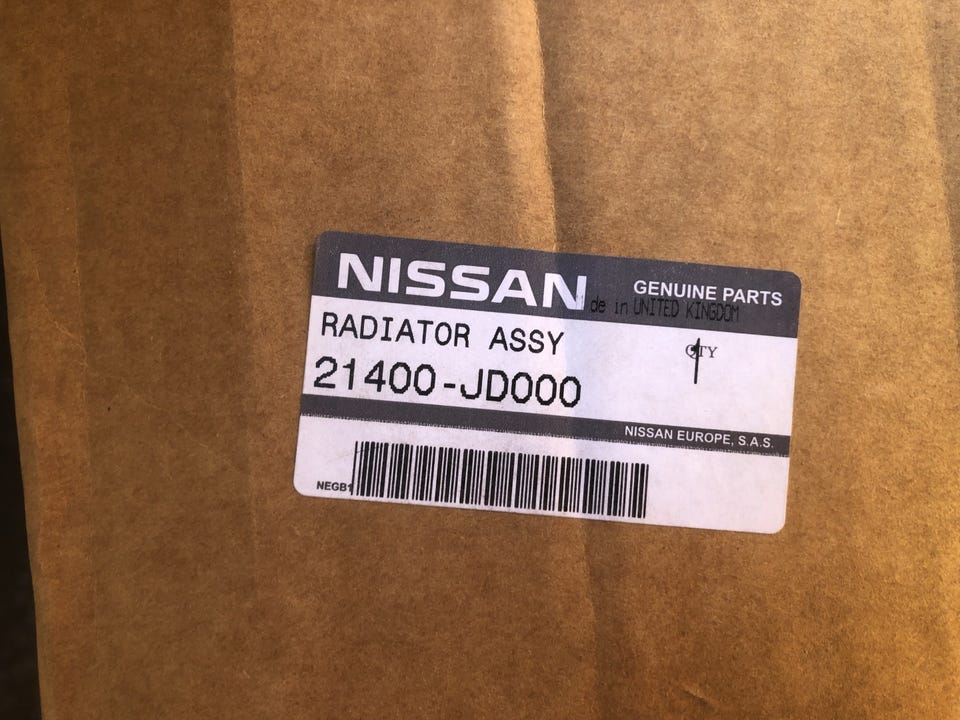 NISSAN GENUINE PARTS
de in UNITED KINGDOM
RADIATOR ASSY
QTY
1
21400-JD000
NISSAN EUROPE, S.A.S.
NEGB1